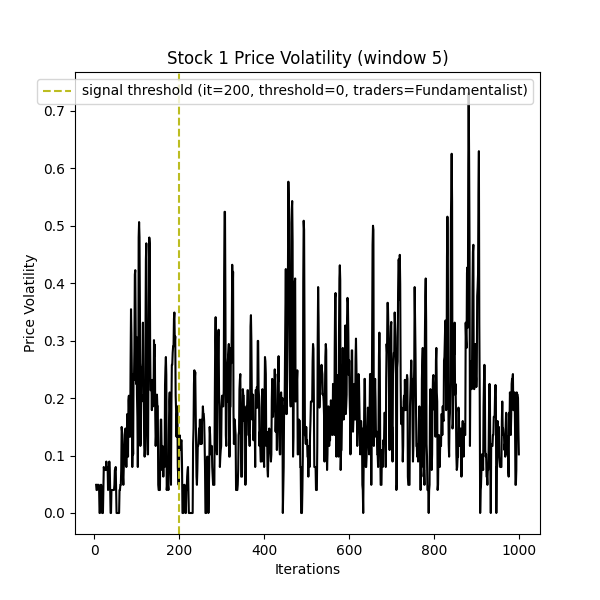 Stock 1 Price Volatility (window 5)
signal threshold (it=200, threshold=0, traders=Fundamentalist)
0.7
0.6
0.5
0.4
0.3
0.2
0.1
0.0
Price Volatility
0 200 400 600 800 1000
Iterations